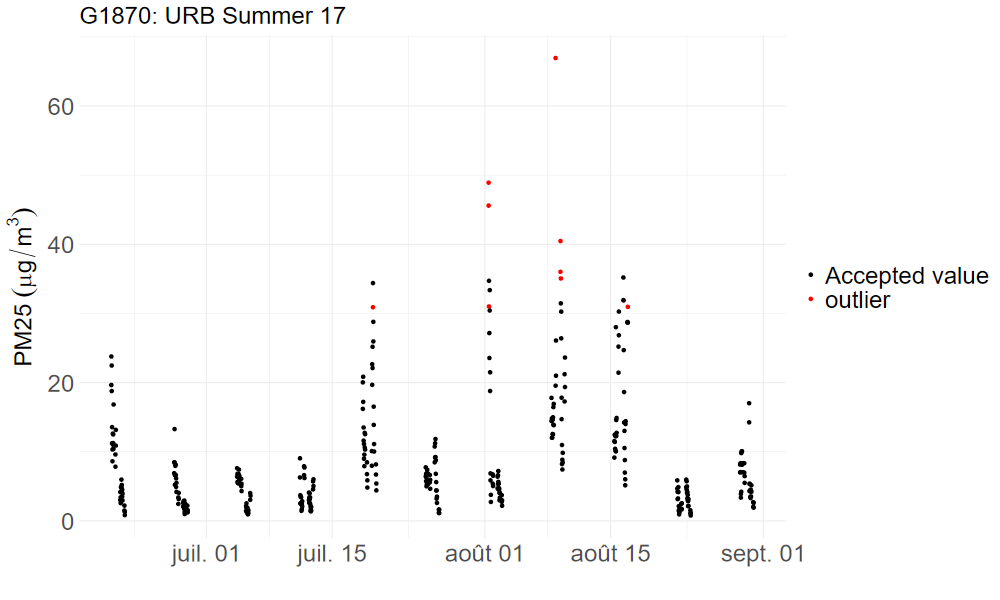 G1870: URB Summer 17
PM25 (μg/m³)
60
40
20
0
juil. 01
juil. 15
août 01
août 15
sept. 01
Accepted value
outlier